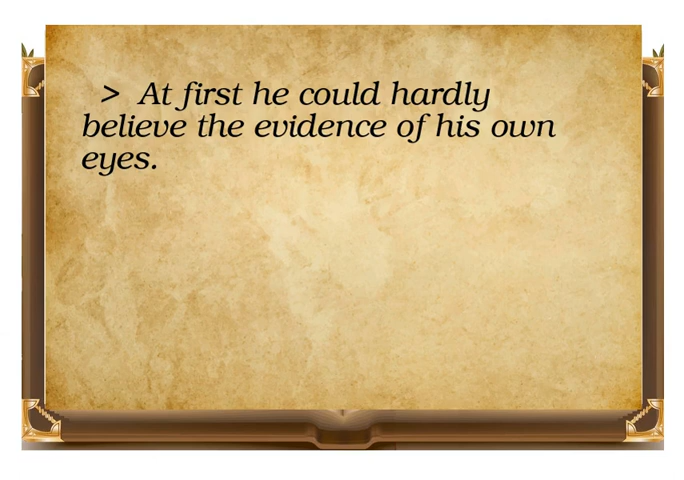 > At first he could hardly
believe the evidence of his own
eyes.